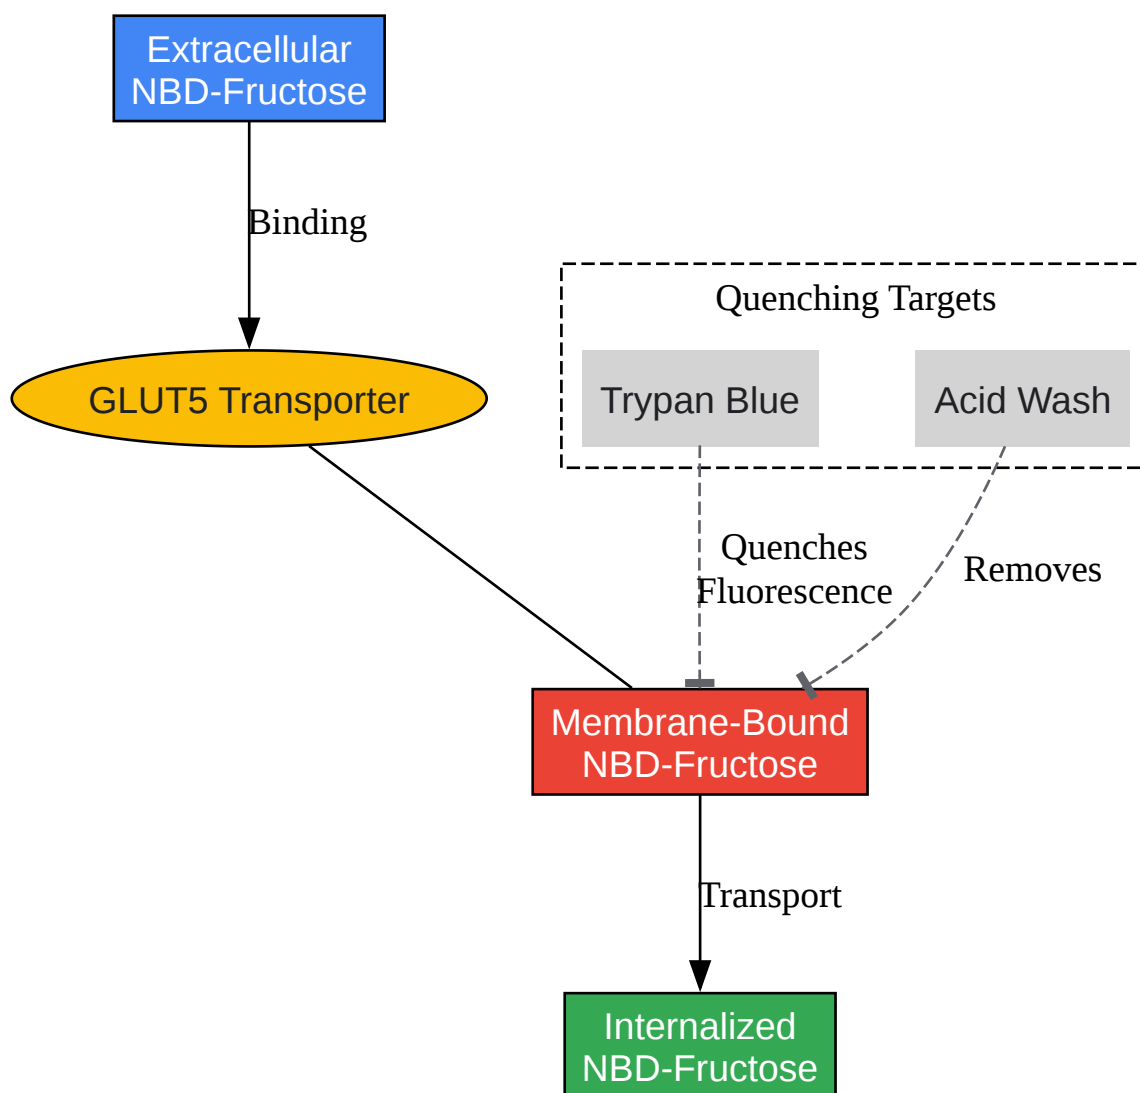 Extracellular
NBD-Fructose
Binding
Quenching Targets
GLUT5 Transporter
Trypan Blue
Acid Wash
Quenches
Fluorescence
Removes
Membrane-Bound
NBD-Fructose
Transport
Internalized
NBD-Fructose